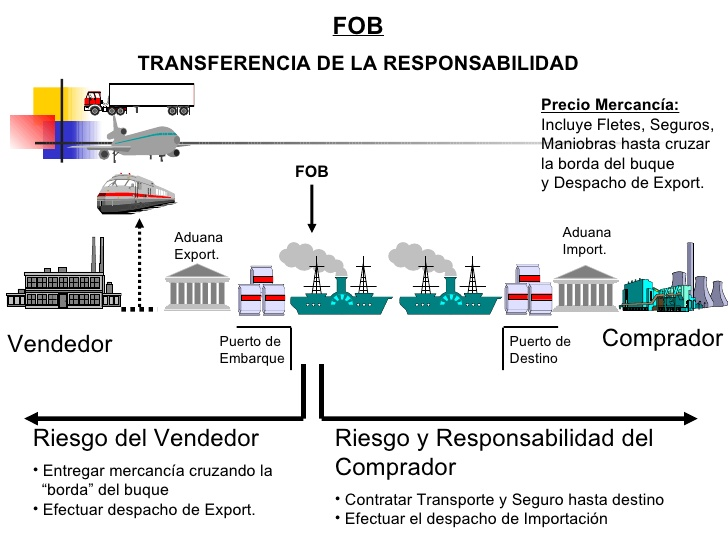 FOB
TRANSFERENCIA DE LA RESPONSABILIDAD
Precio Mercancía:
Incluye Fletes, Seguros,
Maniobras hasta cruzar
la borda del buque
y Despacho de Export.
FOB
Aduana
Export.
Aduana
Import.
Vendedor
Puerto de
Embarque
Puerto de
Destino
Comprador
Riesgo del Vendedor
• Entregar mercancía cruzando la
“borda” del buque
• Efectuar despacho de Export.
Riesgo y Responsabilidad del
Comprador
• Contratar Transporte y Seguro hasta destino
• Efectuar el despacho de Importación